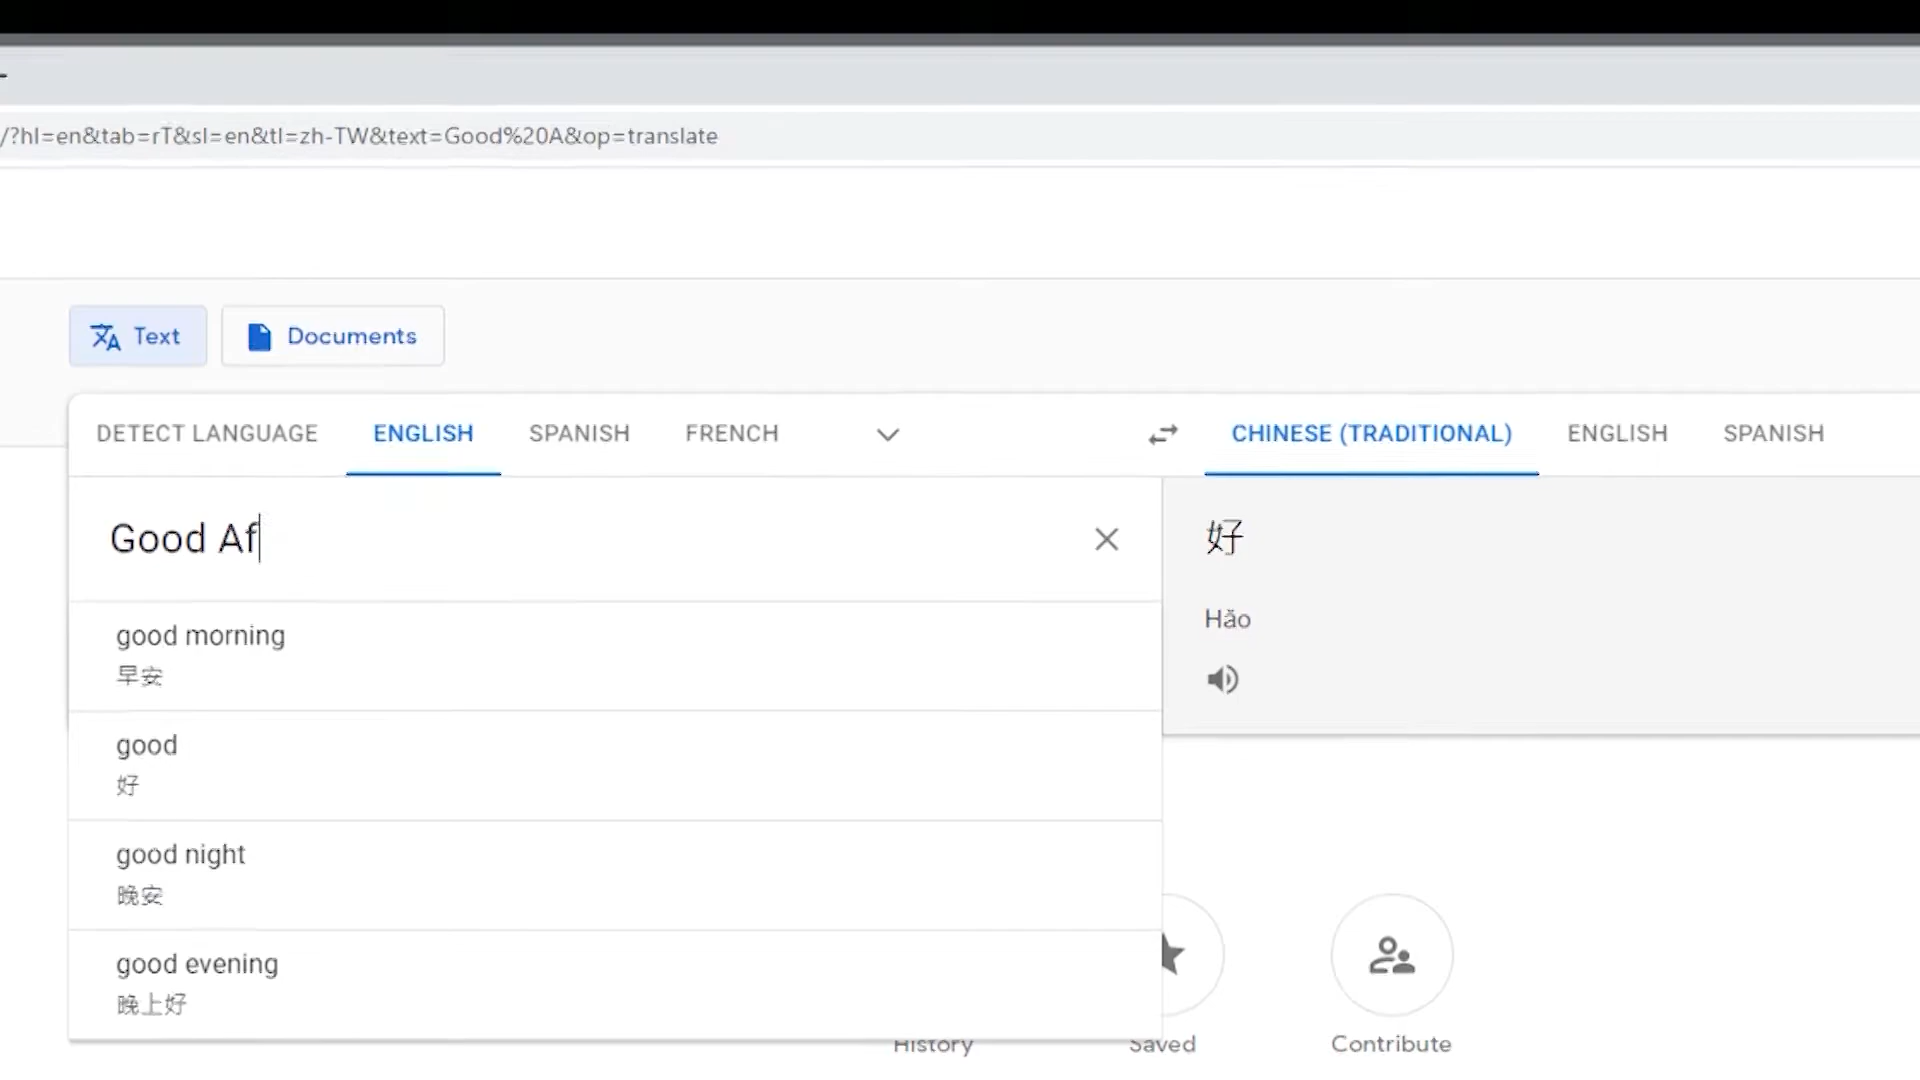 /?hl=en&tab=rT&sl=en&tl=zh-TW&text=Good%20A&op=translate
Text
Documents
DETECT LANGUAGE
ENGLISH
SPANISH
FRENCH
CHINESE (TRADITIONAL)
ENGLISH
SPANISH
Good Af
好
Hǎo
good morning
早安
good
好
good night
晚安
good evening
晚上好
History
Saved
Contribute